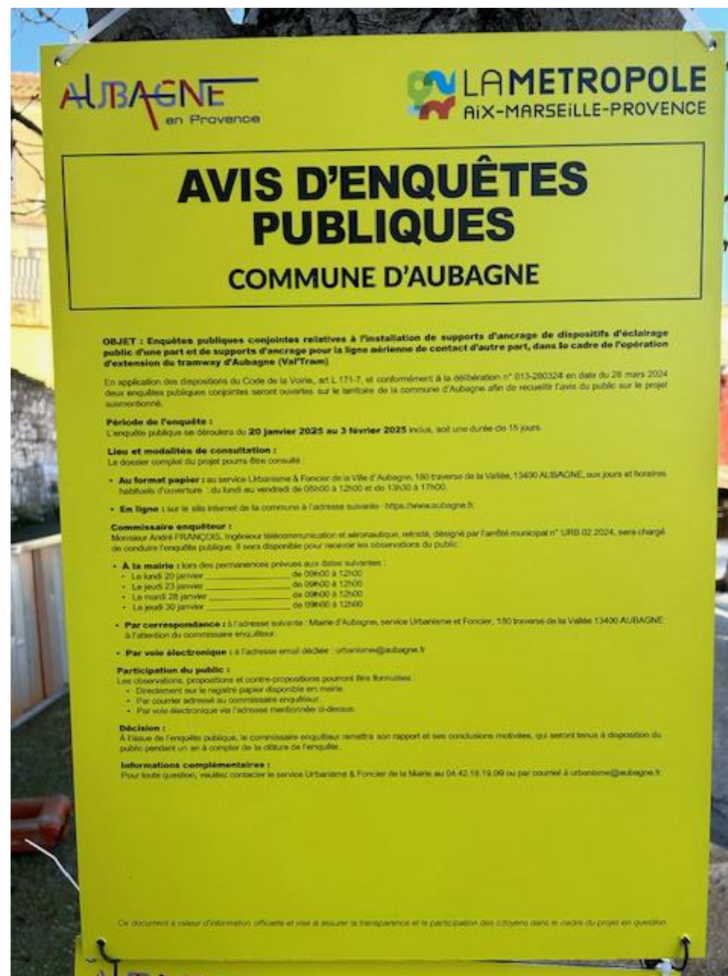 AUBAGNE
en Provence
LAMETROPOLE
AiX-MARSEiLLE-PROVENCE
AVIS D'ENQUÊTES
PUBLIQUES
COMMUNE D'AUBAGNE
OBJET : Enquêtes publiques conjointes relatives à l'installation de supports d'ancrage de dispositifs d'éclairage
public d'une part et de supports d'ancrage pour la ligne aérienne de contact d'autre part, dans le cadre de l'opération
d'extension du tramway d'Aubagne (Val'Tram)
En application des dispositions du Code de la Voirie, art L.171-7, et conformément à la délibération n° 013-280324 en date du 28 mars 2024
deux enquêtes publiques conjointes seront ouvertes sur le territoire de la commune d'Aubagne afin de recueillir l'avis du public sur le projet
susmentionné.
Période de l'enquête :
L'enquête publique se déroulera du 20 janvier 2025 au 3 février 2025 inclus, soit une durée de 15 jours.
Lieu et modalités de consultation :
Le dossier complet du projet pourra être consulté :
• Au format papier : au service Urbanisme & Foncier de la Ville d'Aubagne, 180 traverse de la Vallée, 13400 AUBAGNE, aux jours et horaires
habituels d'ouverture : du lundi au vendredi de 08h00 à 12h00 et de 13h30 à 17h00.
• En ligne : sur le site internet de la commune à l'adresse suivante : https://www.aubagne.fr
Commissaire enquêteur :
Monsieur André FRANÇOIS, Ingénieur télécommunication et aéronautique, retraité, désigné par l'arrêté municipal n° URB 02 2024, sera chargé
de conduire l'enquête publique. Il sera disponible pour recevoir les observations du public :
• À la mairie : lors des permanences prévues aux dates suivantes :
• Le lundi 20 janvier de 09h00 à 12h00
• Le jeudi 23 janvier de 09h00 à 12h00
• Le mardi 28 janvier de 09h00 à 12h00
• Le jeudi 30 janvier de 09h00 à 12h00
• Par correspondance : à l'adresse suivante : Mairie d'Aubagne, service Urbanisme et Foncier, 180 traverse de la Vallée 13400 AUBAGNE
à l'attention du commissaire enquêteur.
• Par voie électronique : à l'adresse email dédiée : urbanisme@aubagne.fr
Participation du public :
Les observations, propositions et contre-propositions pourront être formulées :
• Directement sur le registre papier disponible en mairie.
• Par courrier adressé au commissaire enquêteur.
• Par voie électronique via l'adresse mentionnée ci-dessus.
Décision :
À l'issue de l'enquête publique, le commissaire enquêteur remettra son rapport et ses conclusions motivées, qui seront tenus à disposition du
public pendant un an à compter de la clôture de l'enquête.
Informations complémentaires :
Pour toute question, veuillez contacter le service Urbanisme & Foncier de la Mairie au 04.42.18.19.09 ou par courriel à urbanisme@aubagne.fr
Ce document a valeur d'information officielle et vise à assurer la transparence et la participation des citoyens dans le cadre du projet en question.